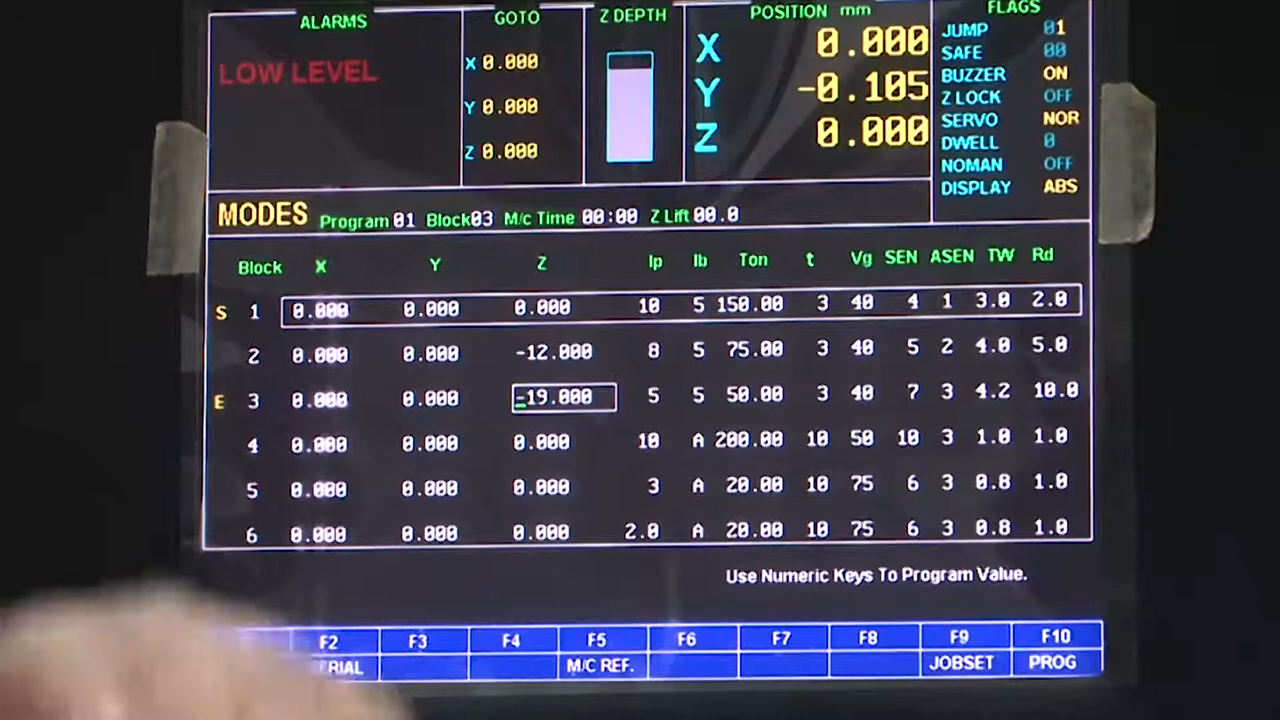 ALARMS GOTO Z DEPTH POSITION mm FLAGS
LOW LEVEL
X 0.000
Y 0.000
Z 0.000
X 0.000
Y -0.105
Z 0.000
JUMP 01
SAFE 00
BUZZER ON
Z LOCK OFF
SERVO NOR
DWELL 0
NOMAN OFF
DISPLAY ABS
MODES Program 01 Block03 M/c Time 00:00 Z Lift00.0
Block X Y Z Ip Ib Ton t Vg SEN ASEN TW Rd
S 1 0.000 0.000 0.000 10 5 150.00 3 40 4 1 3.0 2.0
2 0.000 0.000 -12.000 8 5 75.00 3 40 5 2 4.0 5.0
E 3 0.000 0.000 -19.000 5 5 50.00 3 40 7 3 4.2 10.0
4 0.000 0.000 0.000 10 A 200.00 10 50 10 3 1.0 1.0
5 0.000 0.000 0.000 3 A 20.00 10 75 6 3 0.8 1.0
6 0.000 0.000 0.000 2.0 A 20.00 10 75 6 3 0.8 1.0
Use Numeric Keys To Program Value.
F2 F3 F4 F5 F6 F7 F8 F9 F10
M/C REF. JOBSET PROG